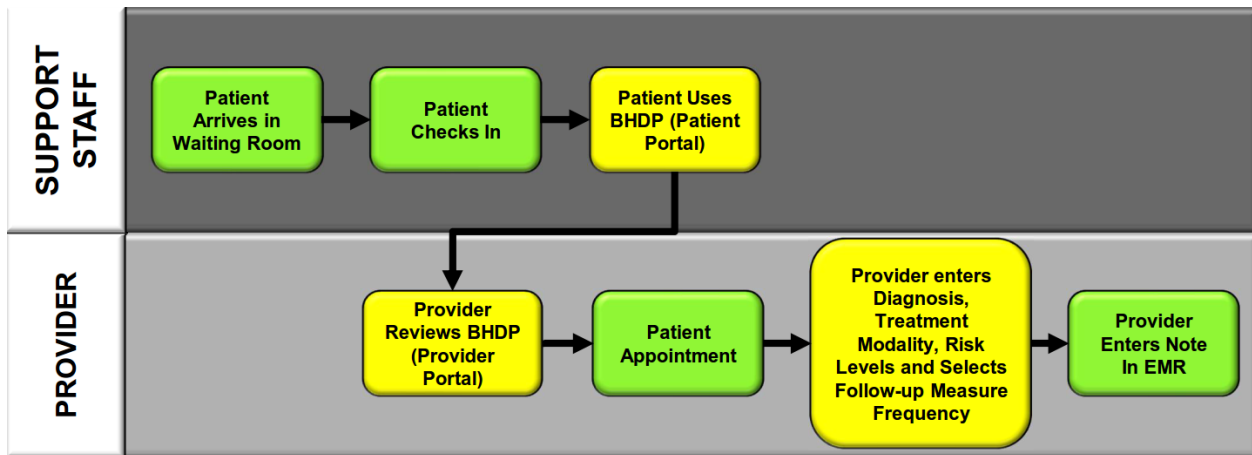 SUPPORT
STAFF
Patient
Arrives in
Waiting Room
Patient
Checks In
Patient Uses
BHDP (Patient
Portal)
PROVIDER
Provider
Reviews BHDP
(Provider
Portal)
Patient
Appointment
Provider enters
Diagnosis,
Treatment
Modality, Risk
Levels and Selects
Follow-up Measure
Frequency
Provider
Enters Note
In EMR